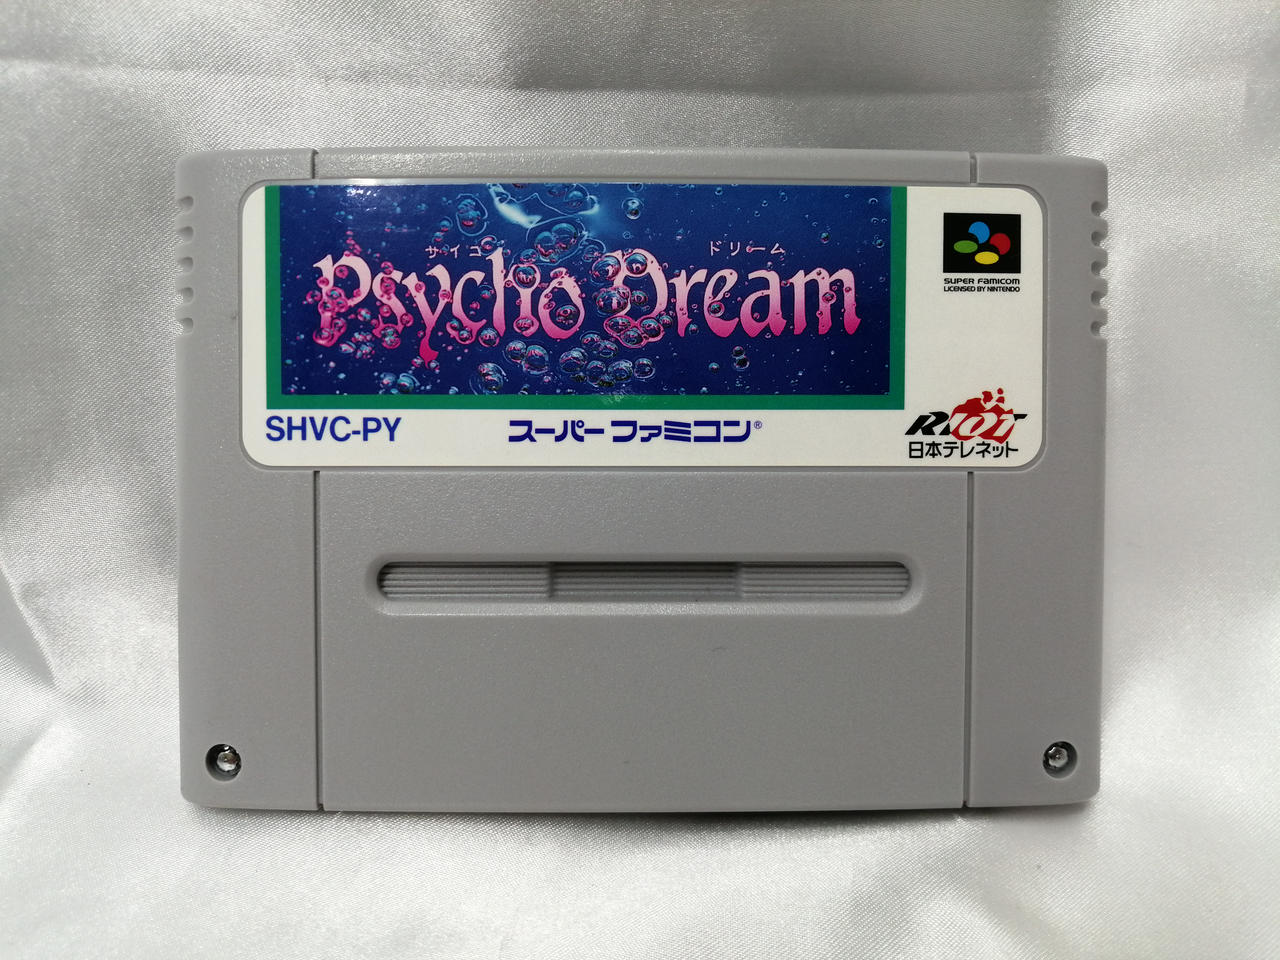 サイコ ドリーム
Psycho Dream
SUPER FAMICOM
LICENSED BY NINTENDO
SHVC-PY
スーパーファミコン®
RIOT
日本テレネット